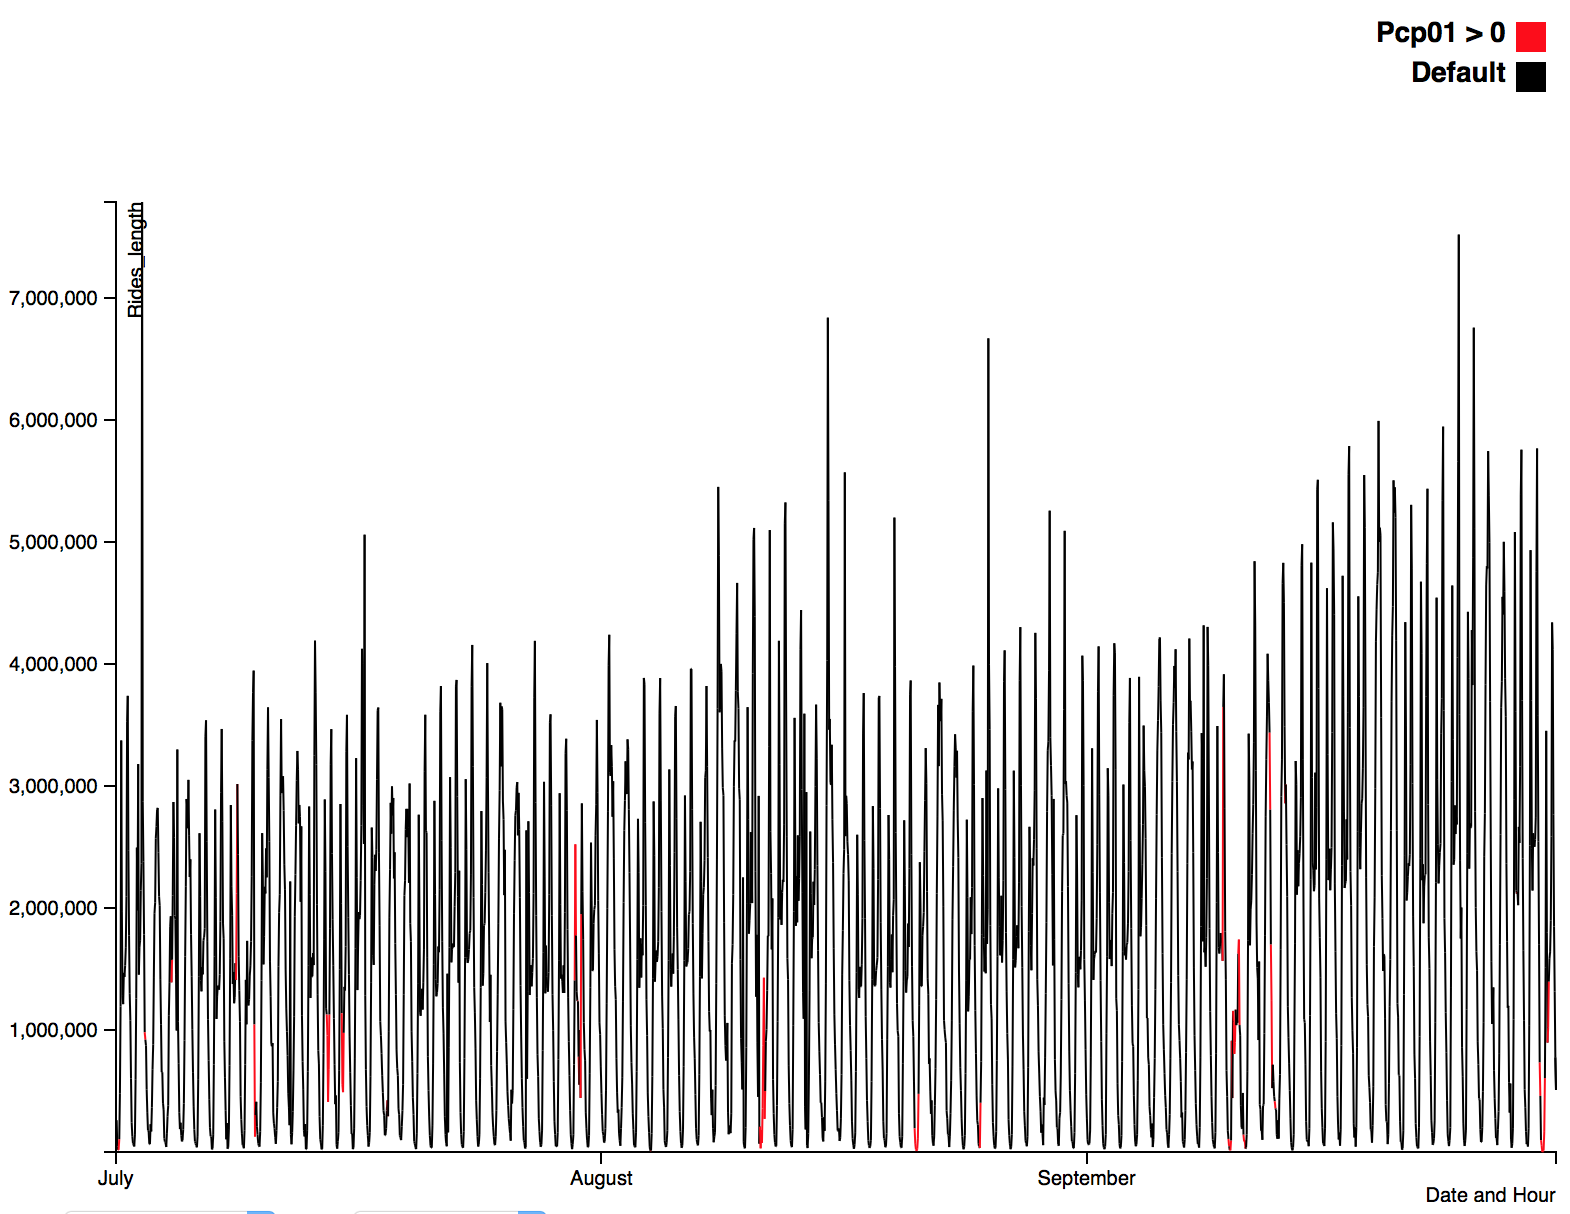 Pcp01 > 0
Default
Rides_length
7,000,000
6,000,000
5,000,000
4,000,000
3,000,000
2,000,000
1,000,000
July
August
September
Date and Hour